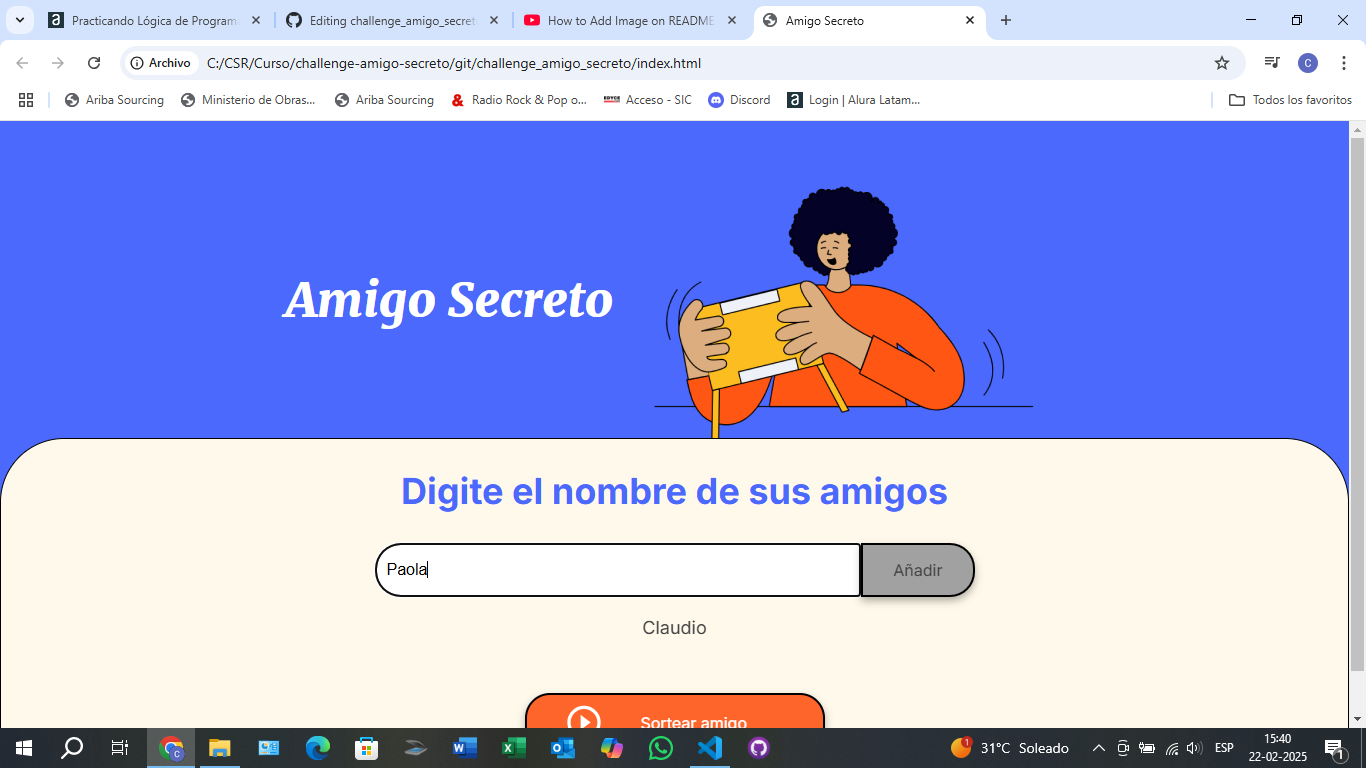 Practicando Lógica de Program
Editing challenge_amigo_secret
How to Add Image on README
Amigo Secreto
Archivo
C:/CSR/Curso/challenge-amigo-secreto/git/challenge_amigo_secreto/index.html
C
Ariba Sourcing
Ministerio de Obras...
Ariba Sourcing
Radio Rock & Pop o...
Acceso - SIC
Discord
Login | Alura Latam...
Todos los favoritos
Amigo Secreto
Digite el nombre de sus amigos
Paola
Añadir
Claudio
Sortear amigo
31°C Soleado
ESP
15:40
22-02-2025
1